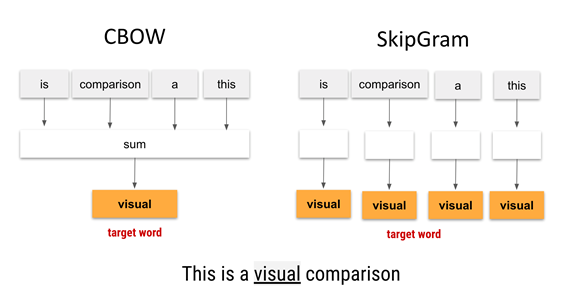 CBOW
SkipGram
is comparison a this
is comparison a this
sum
visual
visual visual visual visual
target word
target word
This is a visual comparison